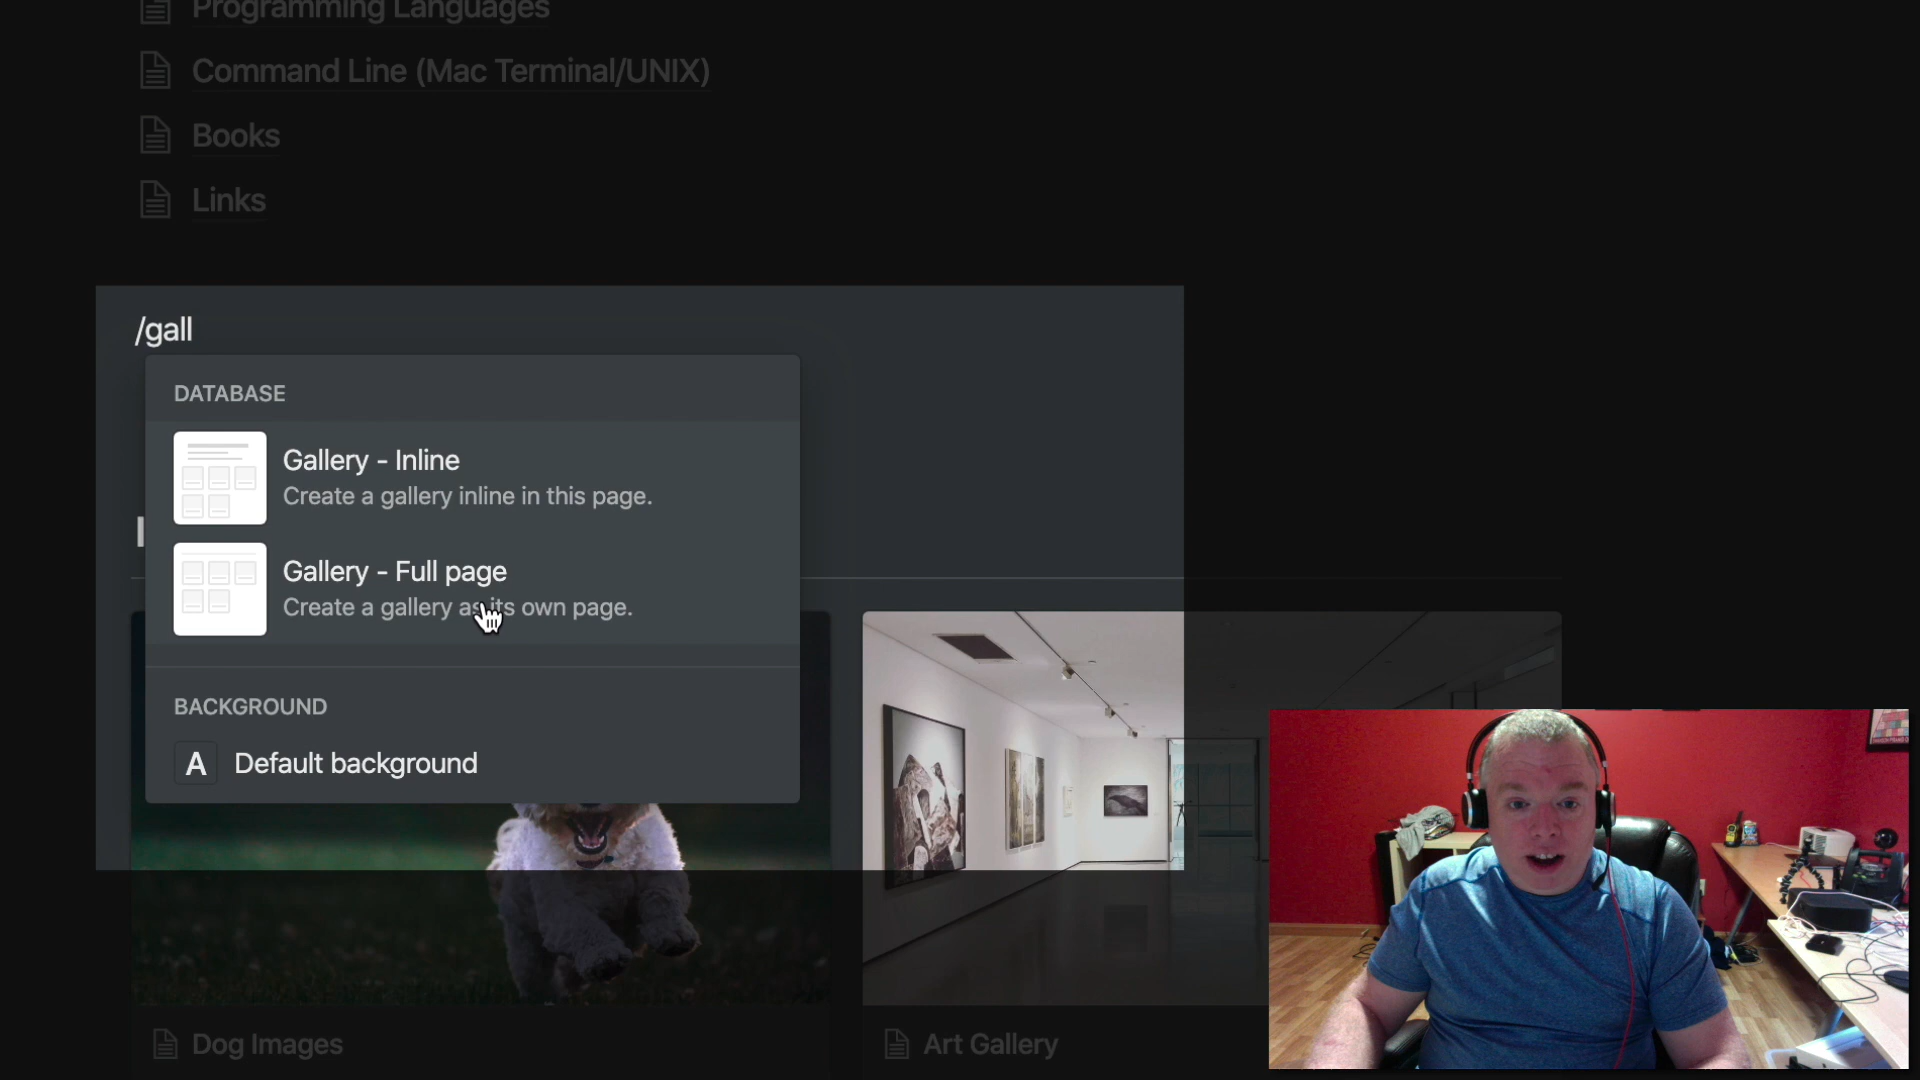 Programming Languages
Command Line (Mac Terminal/UNIX)
Books
Links
/gall
DATABASE
Gallery - Inline
Create a gallery inline in this page.
Gallery - Full page
Create a gallery as its own page.
BACKGROUND
A Default background
Dog Images
Art Gallery